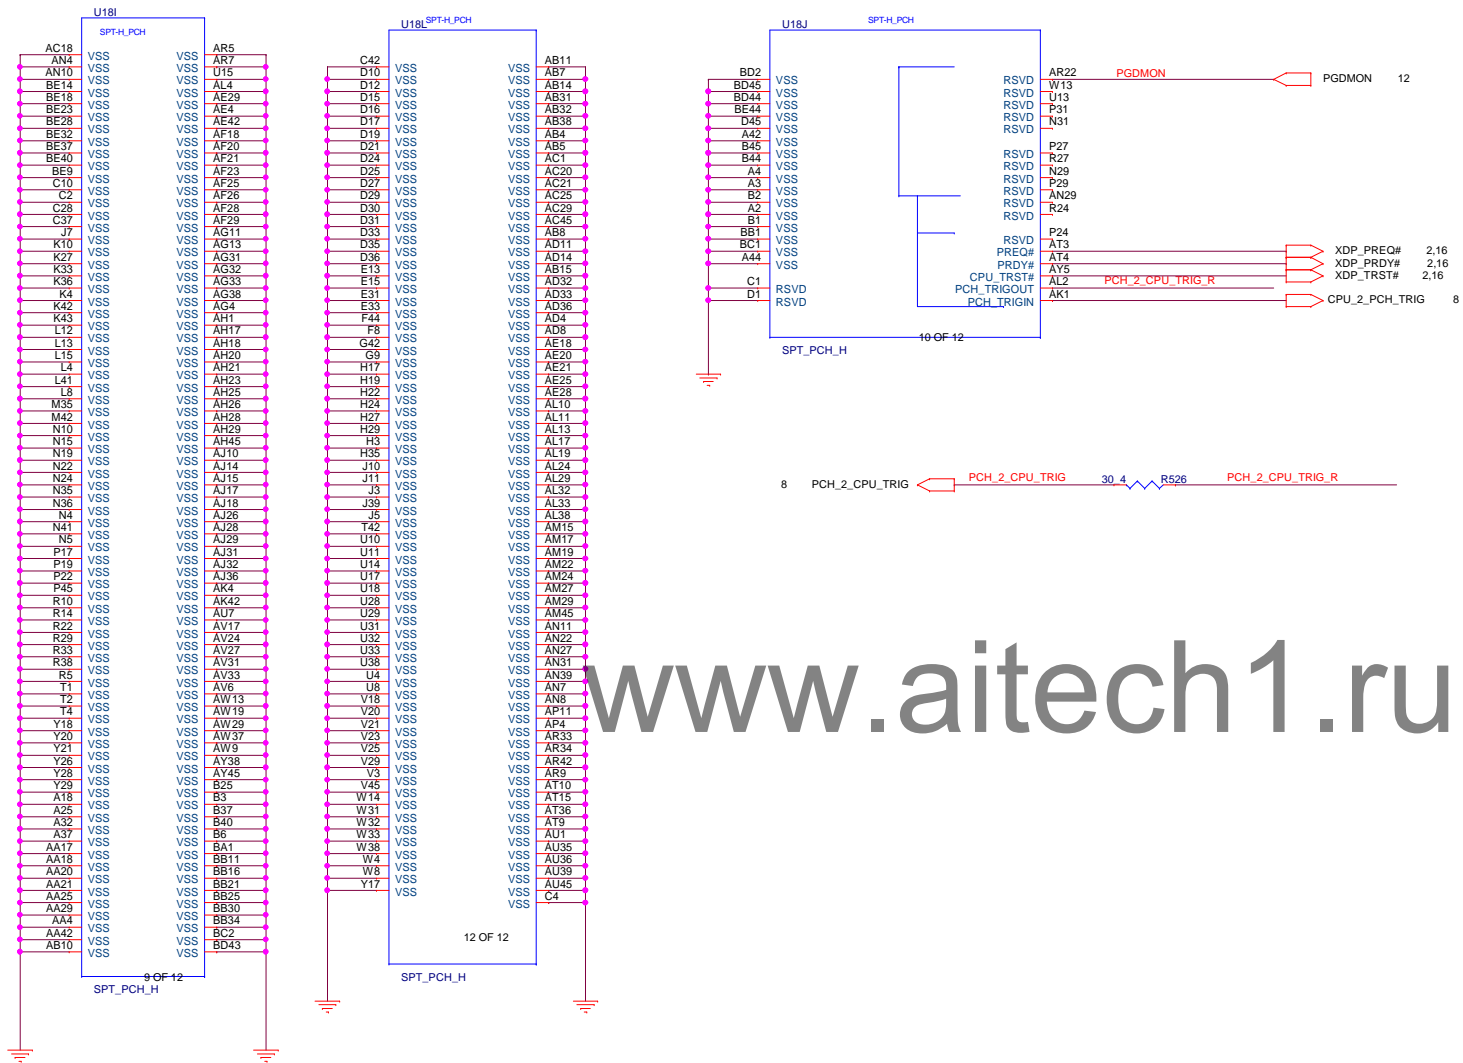 U18I
SPT-H_PCH
AC18 VSS VSS AR5
AN4 VSS VSS AR7
AN10 VSS VSS U15
BE14 VSS VSS AL4
BE18 VSS VSS AE29
BE23 VSS VSS AE4
BE28 VSS VSS AE42
BE32 VSS VSS AF18
BE37 VSS VSS AF20
BE40 VSS VSS AF21
BE9 VSS VSS AF23
C10 VSS VSS AF25
C2 VSS VSS AF26
C28 VSS VSS AF28
C37 VSS VSS AF29
J7 VSS VSS AG11
K10 VSS VSS AG13
K27 VSS VSS AG31
K33 VSS VSS AG32
K36 VSS VSS AG33
K4 VSS VSS AG38
K42 VSS VSS AG4
K43 VSS VSS AH1
L12 VSS VSS AH17
L13 VSS VSS AH18
L15 VSS VSS AH20
L4 VSS VSS AH21
L41 VSS VSS AH23
L8 VSS VSS AH25
M35 VSS VSS AH26
M42 VSS VSS AH28
N10 VSS VSS AH29
N15 VSS VSS AH45
N19 VSS VSS AJ10
N22 VSS VSS AJ14
N24 VSS VSS AJ15
N35 VSS VSS AJ17
N36 VSS VSS AJ18
N4 VSS VSS AJ26
N41 VSS VSS AJ28
N5 VSS VSS AJ29
P17 VSS VSS AJ31
P19 VSS VSS AJ32
P22 VSS VSS AJ36
P45 VSS VSS AK4
R10 VSS VSS AK42
R14 VSS VSS AU7
R22 VSS VSS AV17
R29 VSS VSS AV24
R33 VSS VSS AV27
R38 VSS VSS AV31
R5 VSS VSS AV33
T1 VSS VSS AV6
T2 VSS VSS AW13
T4 VSS VSS AW19
Y18 VSS VSS AW29
Y20 VSS VSS AW37
Y21 VSS VSS AW9
Y26 VSS VSS AY38
Y28 VSS VSS AY45
Y29 VSS VSS B25
A18 VSS VSS B3
A25 VSS VSS B37
A32 VSS VSS B40
A37 VSS VSS B6
AA17 VSS VSS BA1
AA18 VSS VSS BB11
AA20 VSS VSS BB16
AA21 VSS VSS BB21
AA25 VSS VSS BB25
AA29 VSS VSS BB30
AA4 VSS VSS BB34
AA42 VSS VSS BC2
AB10 VSS VSS BD43
9 OF 12
SPT_PCH_H
U18L
SPT-H_PCH
C42 VSS VSS AB11
D10 VSS VSS AB7
D12 VSS VSS AB14
D15 VSS VSS AB31
D16 VSS VSS AB32
D17 VSS VSS AB38
D19 VSS VSS AB4
D21 VSS VSS AB5
D24 VSS VSS AC1
D25 VSS VSS AC20
D27 VSS VSS AC21
D29 VSS VSS AC25
D30 VSS VSS AC29
D31 VSS VSS AC45
D33 VSS VSS AB8
D35 VSS VSS AD11
D36 VSS VSS AD14
E13 VSS VSS AB15
E15 VSS VSS AD32
E31 VSS VSS AD33
E33 VSS VSS AD36
F44 VSS VSS AD4
F8 VSS VSS AD8
G42 VSS VSS AE18
G9 VSS VSS AE20
H17 VSS VSS AE21
H19 VSS VSS AE25
H22 VSS VSS AE28
H24 VSS VSS AL10
H27 VSS VSS AL11
H29 VSS VSS AL13
H3 VSS VSS AL17
H35 VSS VSS AL19
J10 VSS VSS AL24
J11 VSS VSS AL29
J3 VSS VSS AL32
J39 VSS VSS AL33
J5 VSS VSS AL38
T42 VSS VSS AM15
U10 VSS VSS AM17
U11 VSS VSS AM19
U14 VSS VSS AM22
U17 VSS VSS AM24
U18 VSS VSS AM27
U28 VSS VSS AM29
U29 VSS VSS AM45
U31 VSS VSS AN11
U32 VSS VSS AN22
U33 VSS VSS AN27
U38 VSS VSS AN31
U4 VSS VSS AN39
U8 VSS VSS AN7
V18 VSS VSS AN8
V20 VSS VSS AP11
V21 VSS VSS AP4
V23 VSS VSS AR33
V25 VSS VSS AR34
V29 VSS VSS AR42
V3 VSS VSS AR9
V45 VSS VSS AT10
W14 VSS VSS AT15
W31 VSS VSS AT36
W32 VSS VSS AT9
W33 VSS VSS AU1
W38 VSS VSS AU35
W4 VSS VSS AU36
W8 VSS VSS AU39
Y17 VSS VSS AU45
VSS C4
12 OF 12
SPT_PCH_H
U18J
SPT-H_PCH
BD2 VSS RSVD AR22 PGDMON PGDMON 12
BD45 VSS RSVD W13
BD44 VSS RSVD U13
BE44 VSS RSVD P31
D45 VSS RSVD N31
A42 VSS
B45 VSS RSVD P27
B44 VSS RSVD R27
A4 VSS RSVD N29
A3 VSS RSVD P29
B2 VSS RSVD AN29
A2 VSS RSVD R24
B1 VSS
BB1 VSS RSVD P24
BC1 VSS PREQ# AT3 XDP_PREQ# 2,16
A44 VSS PRDY# AT4 XDP_PRDY# 2,16
CPU_TRST# AY5 XDP_TRST# 2,16
C1 RSVD PCH_TRIGOUT AL2 PCH_2_CPU_TRIG_R
D1 RSVD PCH_TRIGIN AK1 CPU_2_PCH_TRIG 8
10 OF 12
SPT_PCH_H
8 PCH_2_CPU_TRIG PCH_2_CPU_TRIG 30_4 R526 PCH_2_CPU_TRIG_R
www.aitech1.ru